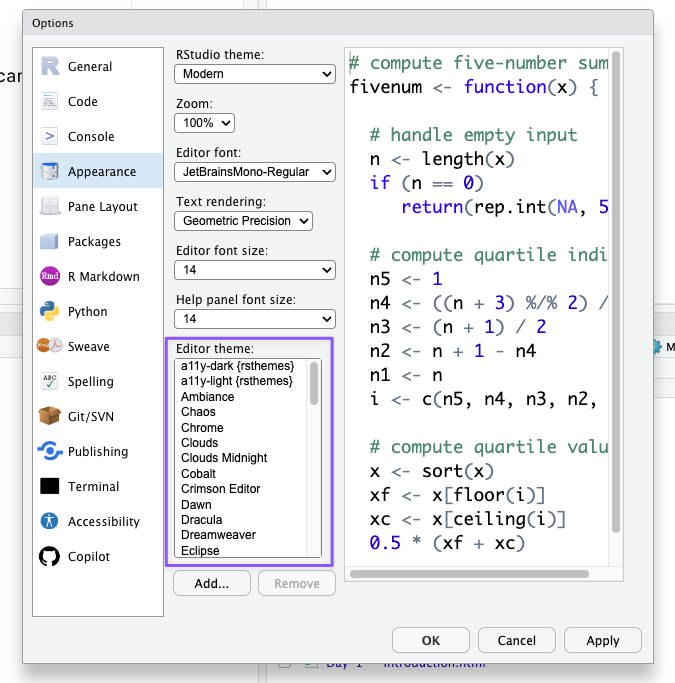 Options
car
General
Code
Console
Appearance
Pane Layout
Packages
Rmd R Markdown
Python
Sweave
ABC Spelling
Git/SVN
Publishing
Terminal
Accessibility
Copilot
RStudio theme:
Modern
Zoom:
100%
Editor font:
JetBrainsMono-Regular
Text rendering:
Geometric Precision
Editor font size:
14
Help panel font size:
14
Editor theme:
a11y-dark {rsthemes}
a11y-light {rsthemes}
Ambiance
Chaos
Chrome
Clouds
Clouds Midnight
Cobalt
Crimson Editor
Dawn
Dracula
Dreamweaver
Eclipse
Add...
Remove
# compute five-number sum
fivenum <- function(x) {
# handle empty input
n <- length(x)
if (n == 0)
return(rep.int(NA, 5
# compute quartile indi
n5 <- 1
n4 <- ((n + 3) %/% 2) /
n3 <- (n + 1) / 2
n2 <- n + 1 - n4
n1 <- n
i <- c(n5, n4, n3, n2,
# compute quartile valu
x <- sort(x)
xf <- x[floor(i)]
xc <- x[ceiling(i)]
0.5 * (xf + xc)
M
OK
Cancel
Apply